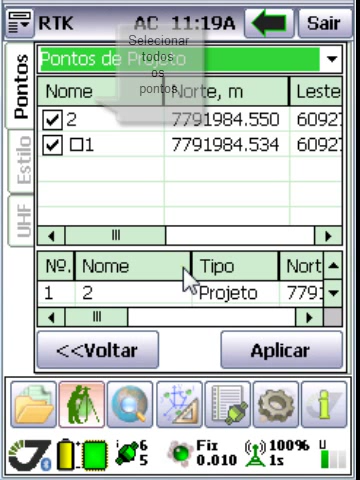 RTK AC 11:19A Sair
Pontos de Projeto
Selecionar
todos
os
pontos
Pontos
Estilo
UHF
Nome Norte, m Leste
2 7791984.550 6092
1 7791984.534 6092
Nº. Nome Tipo Nort
1 2 Projeto 779
<<Voltar Aplicar
6 Fix 100% U
5 0.010 1s